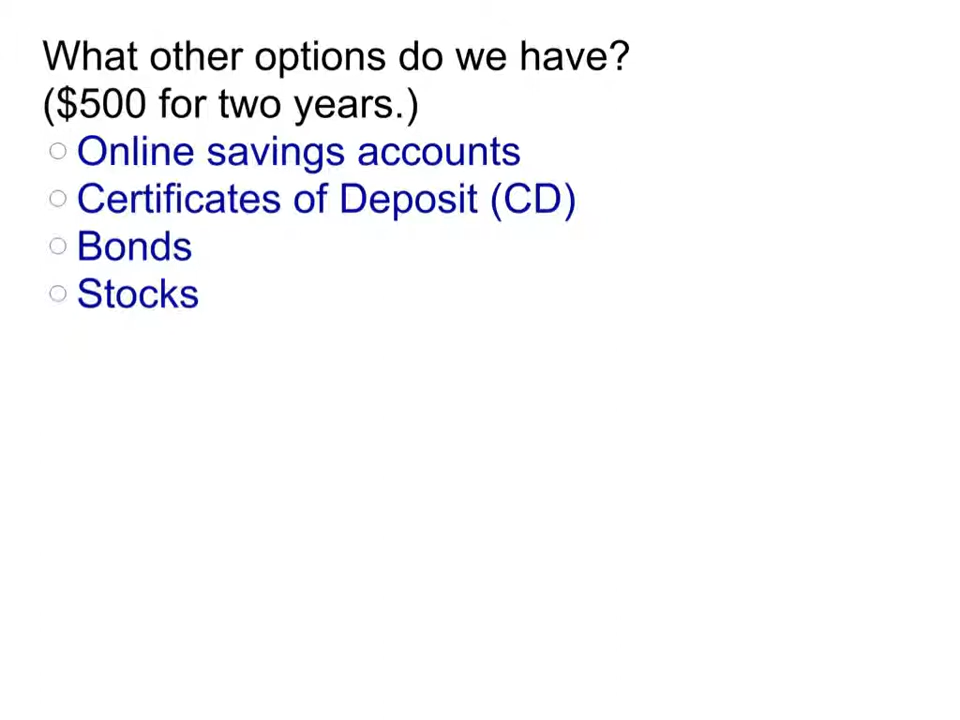 What other options do we have?
($500 for two years.)
Online savings accounts
Certificates of Deposit (CD)
Bonds
Stocks